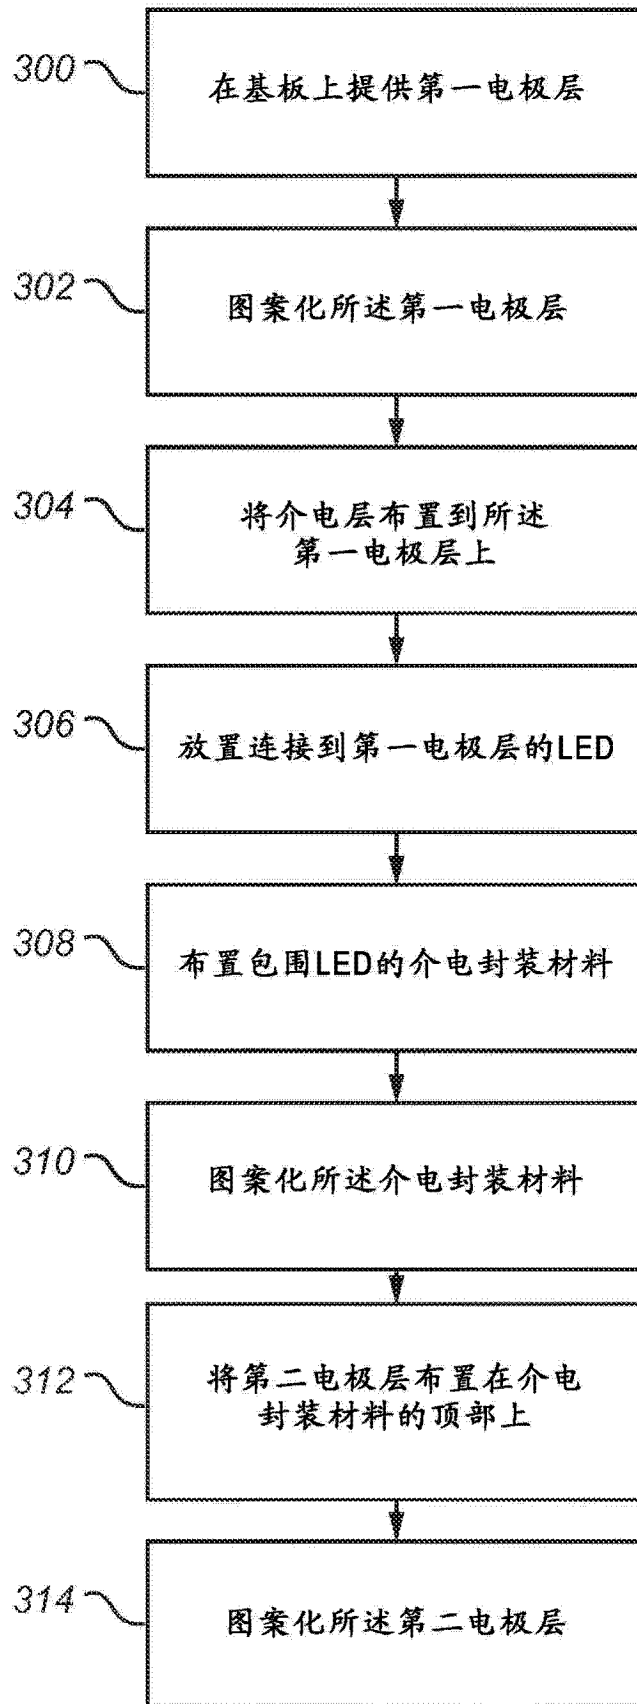 300
在基板上提供第一电极层
302
图案化所述第一电极层
304
将介电层布置到所述
第一电极层上
306
放置连接到第一电极层的LED
308
布置包围LED的介电封装材料
310
图案化所述介电封装材料
312
将第二电极层布置在介电
封装材料的顶部上
314
图案化所述第二电极层